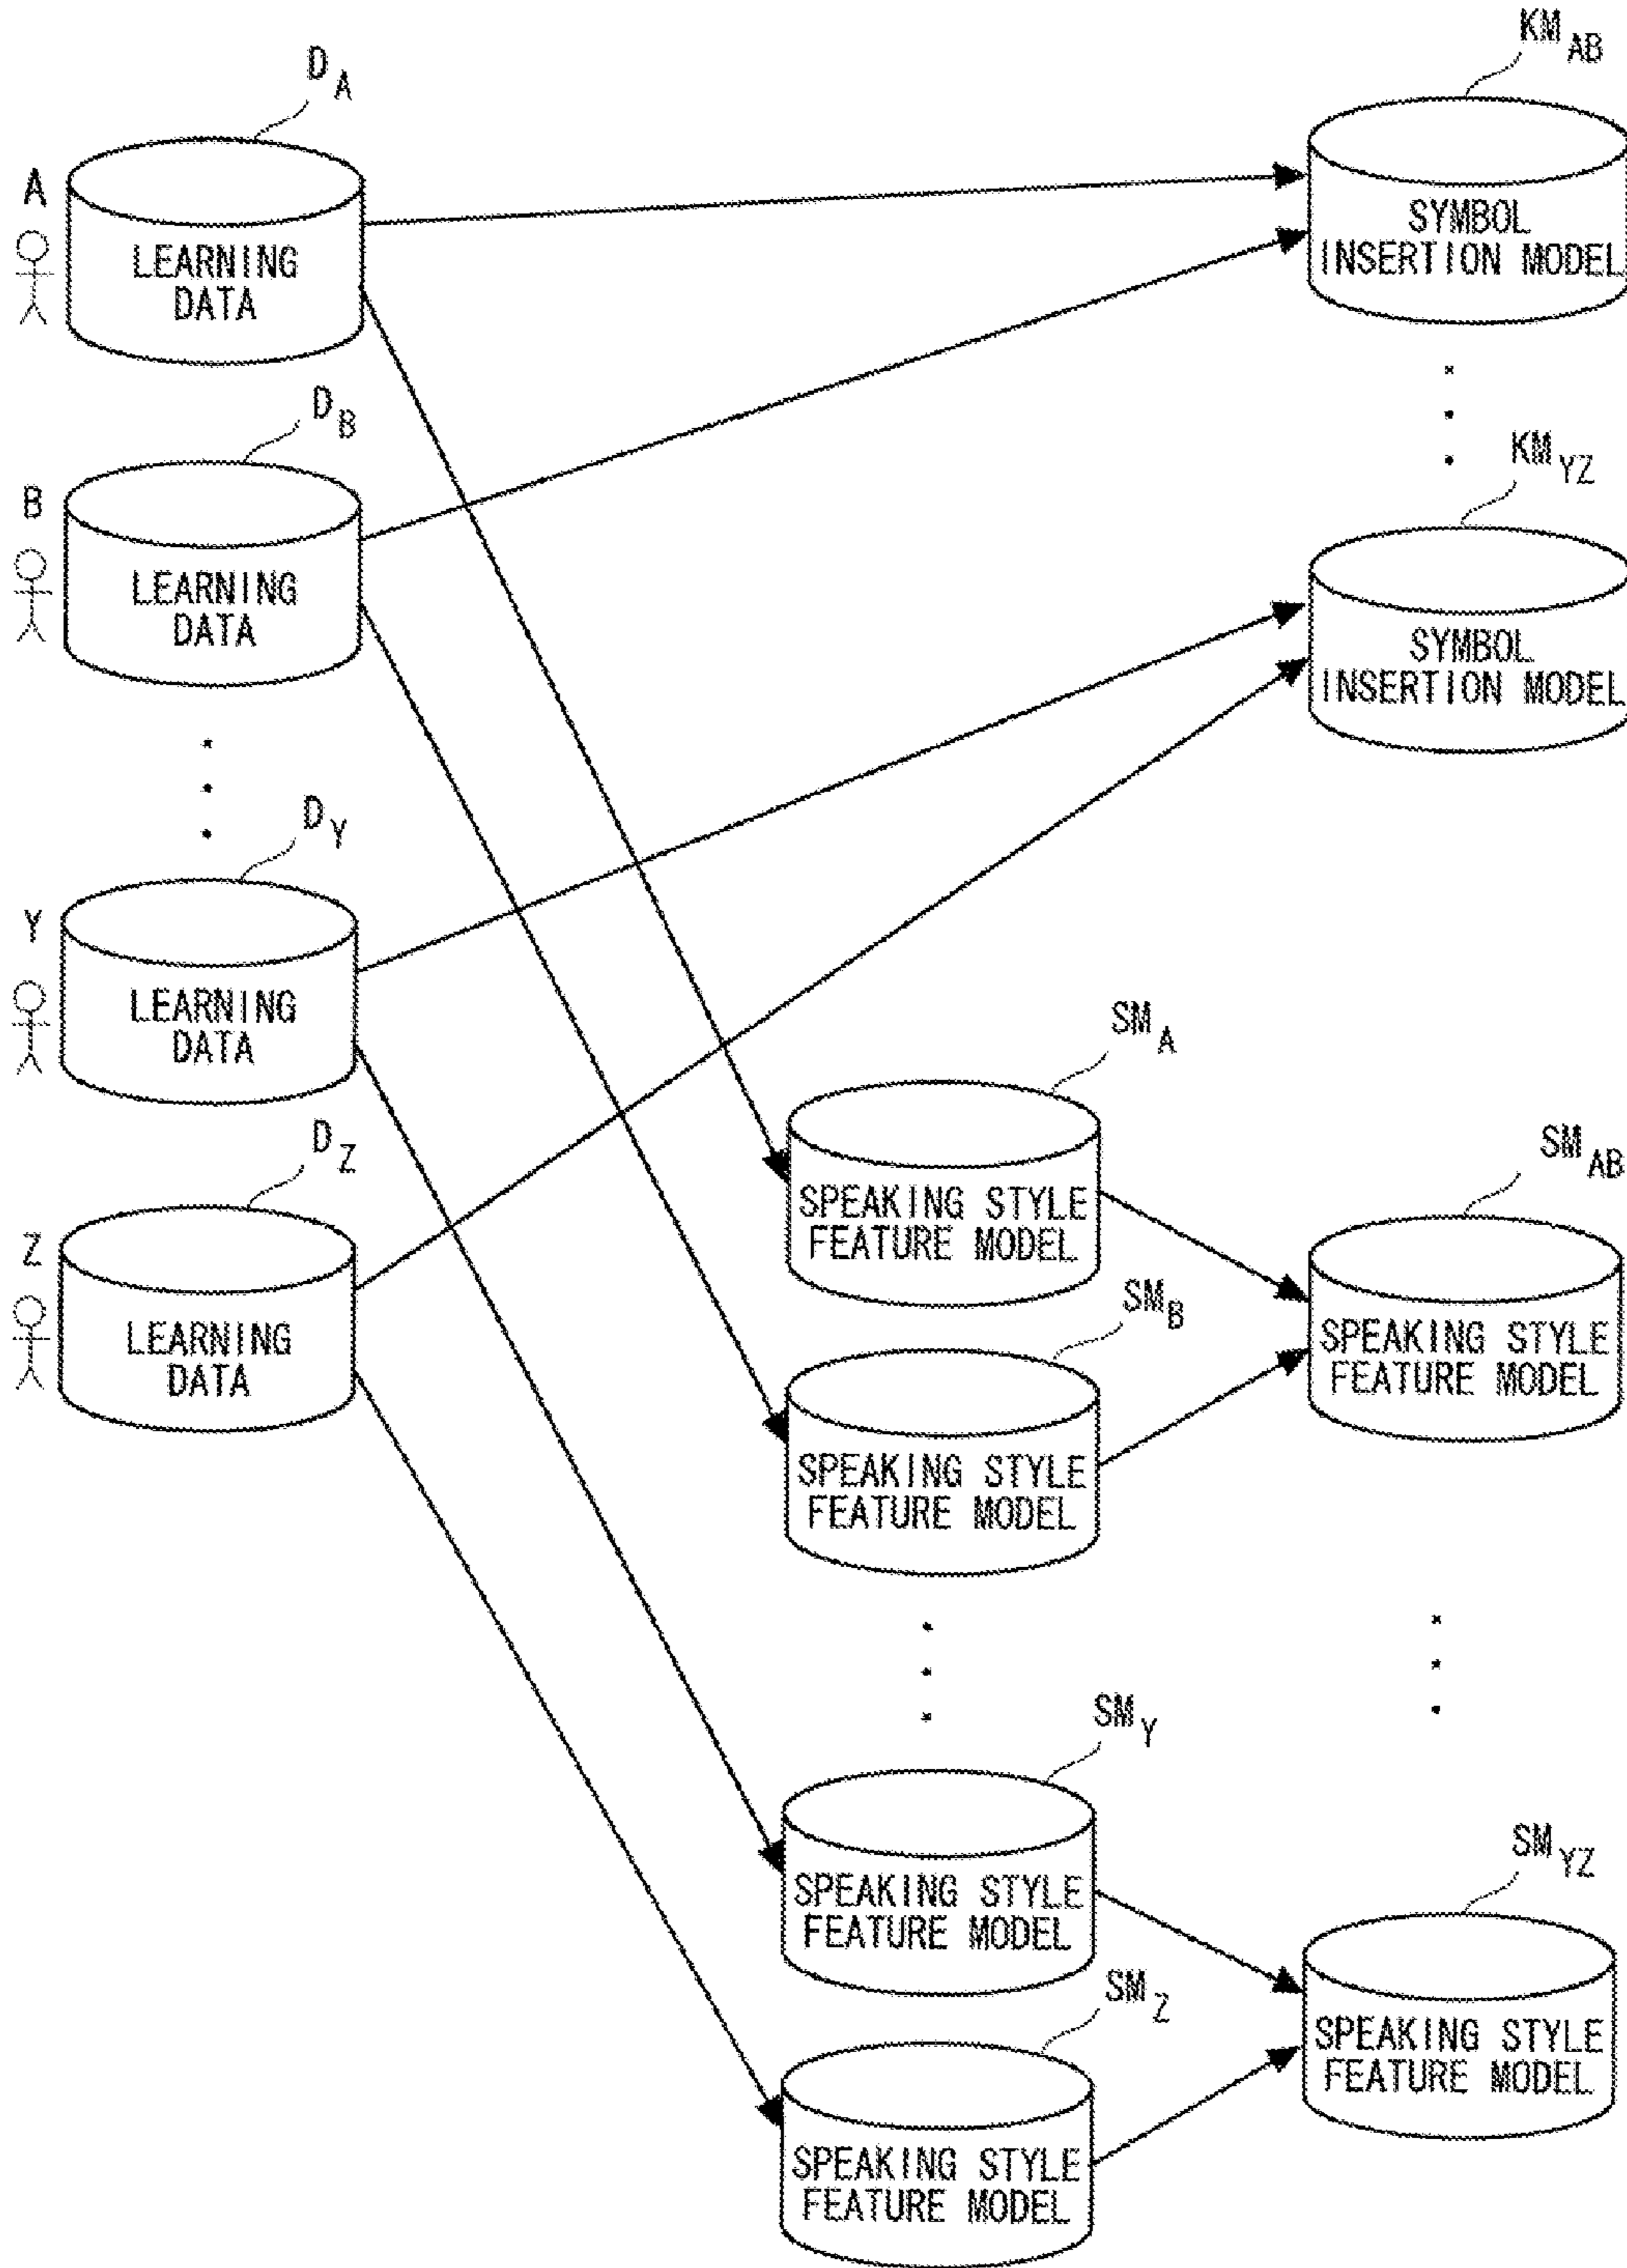 D_A
A
LEARNING
DATA
D_B
B
LEARNING
DATA
D_Y
Y
LEARNING
DATA
D_Z
Z
LEARNING
DATA
KM_AB
SYMBOL
INSERTION MODEL
KM_YZ
SYMBOL
INSERTION MODEL
SM_A
SPEAKING STYLE
FEATURE MODEL
SM_B
SPEAKING STYLE
FEATURE MODEL
SM_AB
SPEAKING STYLE
FEATURE MODEL
SM_Y
SPEAKING STYLE
FEATURE MODEL
SM_Z
SPEAKING STYLE
FEATURE MODEL
SM_YZ
SPEAKING STYLE
FEATURE MODEL